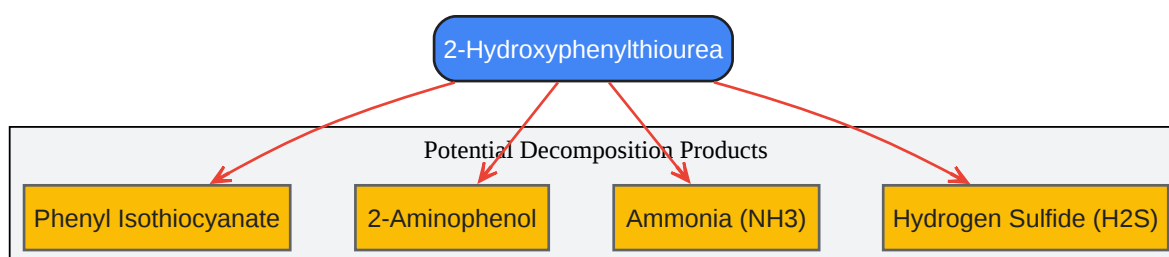 2-Hydroxyphenylthiourea
Potential Decomposition Products
Phenyl Isothiocyanate
2-Aminophenol
Ammonia (NH3)
Hydrogen Sulfide (H2S)